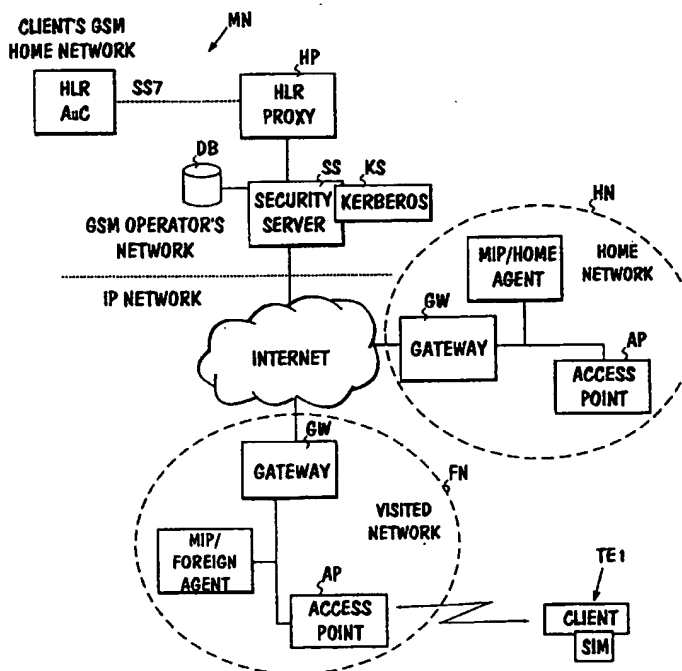 CLIENT'S GSM
HOME NETWORK
MN
HLR
AuC
SS7
HP
HLR
PROXY
DB
SS
KS
SECURITY
SERVER
KERBEROS
GSM OPERATOR'S
NETWORK
IP NETWORK
HN
MIP/HOME
AGENT
HOME
NETWORK
INTERNET
GW
GATEWAY
AP
ACCESS
POINT
GW
GATEWAY
FN
VISITED
NETWORK
MIP/
FOREIGN
AGENT
AP
ACCESS
POINT
TE1
CLIENT
SIM